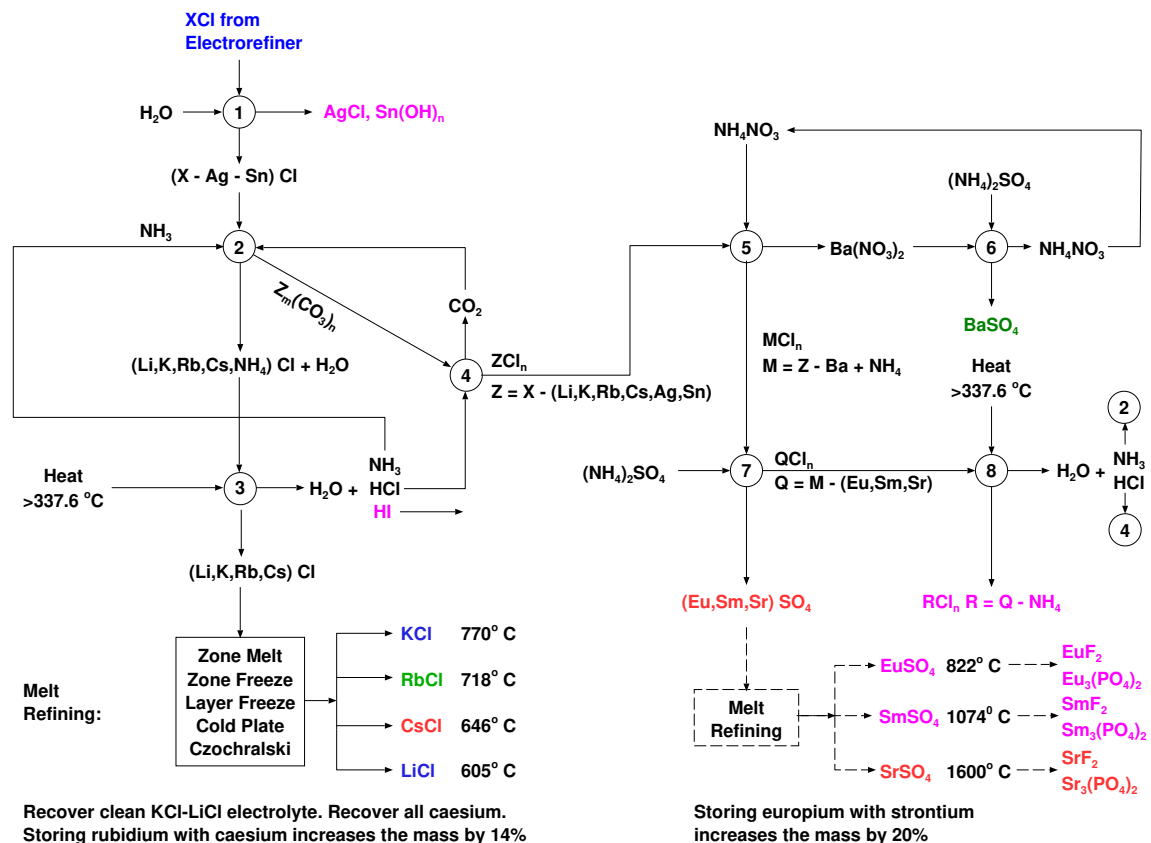 XCl from
Electrorefiner
H₂O
1
AgCl, Sn(OH)ₙ
(X - Ag - Sn) Cl
NH₃
2
Zₘ(CO₃)ₙ
CO₂
(Li,K,Rb,Cs,NH₄) Cl + H₂O
4
ZClₙ
Z = X - (Li,K,Rb,Cs,Ag,Sn)
Heat
>337.6 °C
3
H₂O +
NH₃
HCl
HI
(Li,K,Rb,Cs) Cl
Melt
Refining:
Zone Melt
Zone Freeze
Layer Freeze
Cold Plate
Czochralski
KCl 770° C
RbCl 718° C
CsCl 646° C
LiCl 605° C
Recover clean KCl-LiCl electrolyte. Recover all caesium.
Storing rubidium with caesium increases the mass by 14%
NH₄NO₃
(NH₄)₂SO₄
5
Ba(NO₃)₂
6
NH₄NO₃
BaSO₄
MClₙ
M = Z - Ba + NH₄
Heat
>337.6 °C
(NH₄)₂SO₄
7
QClₙ
Q = M - (Eu,Sm,Sr)
8
H₂O +
2
NH₃
HCl
4
(Eu,Sm,Sr) SO₄
RClₙ R = Q - NH₄
Melt
Refining
EuSO₄ 822° C
EuF₂
Eu₃(PO₄)₂
SmSO₄ 1074⁰ C
SmF₂
Sm₃(PO₄)₂
SrSO₄ 1600° C
SrF₂
Sr₃(PO₄)₂
Storing europium with strontium
increases the mass by 20%